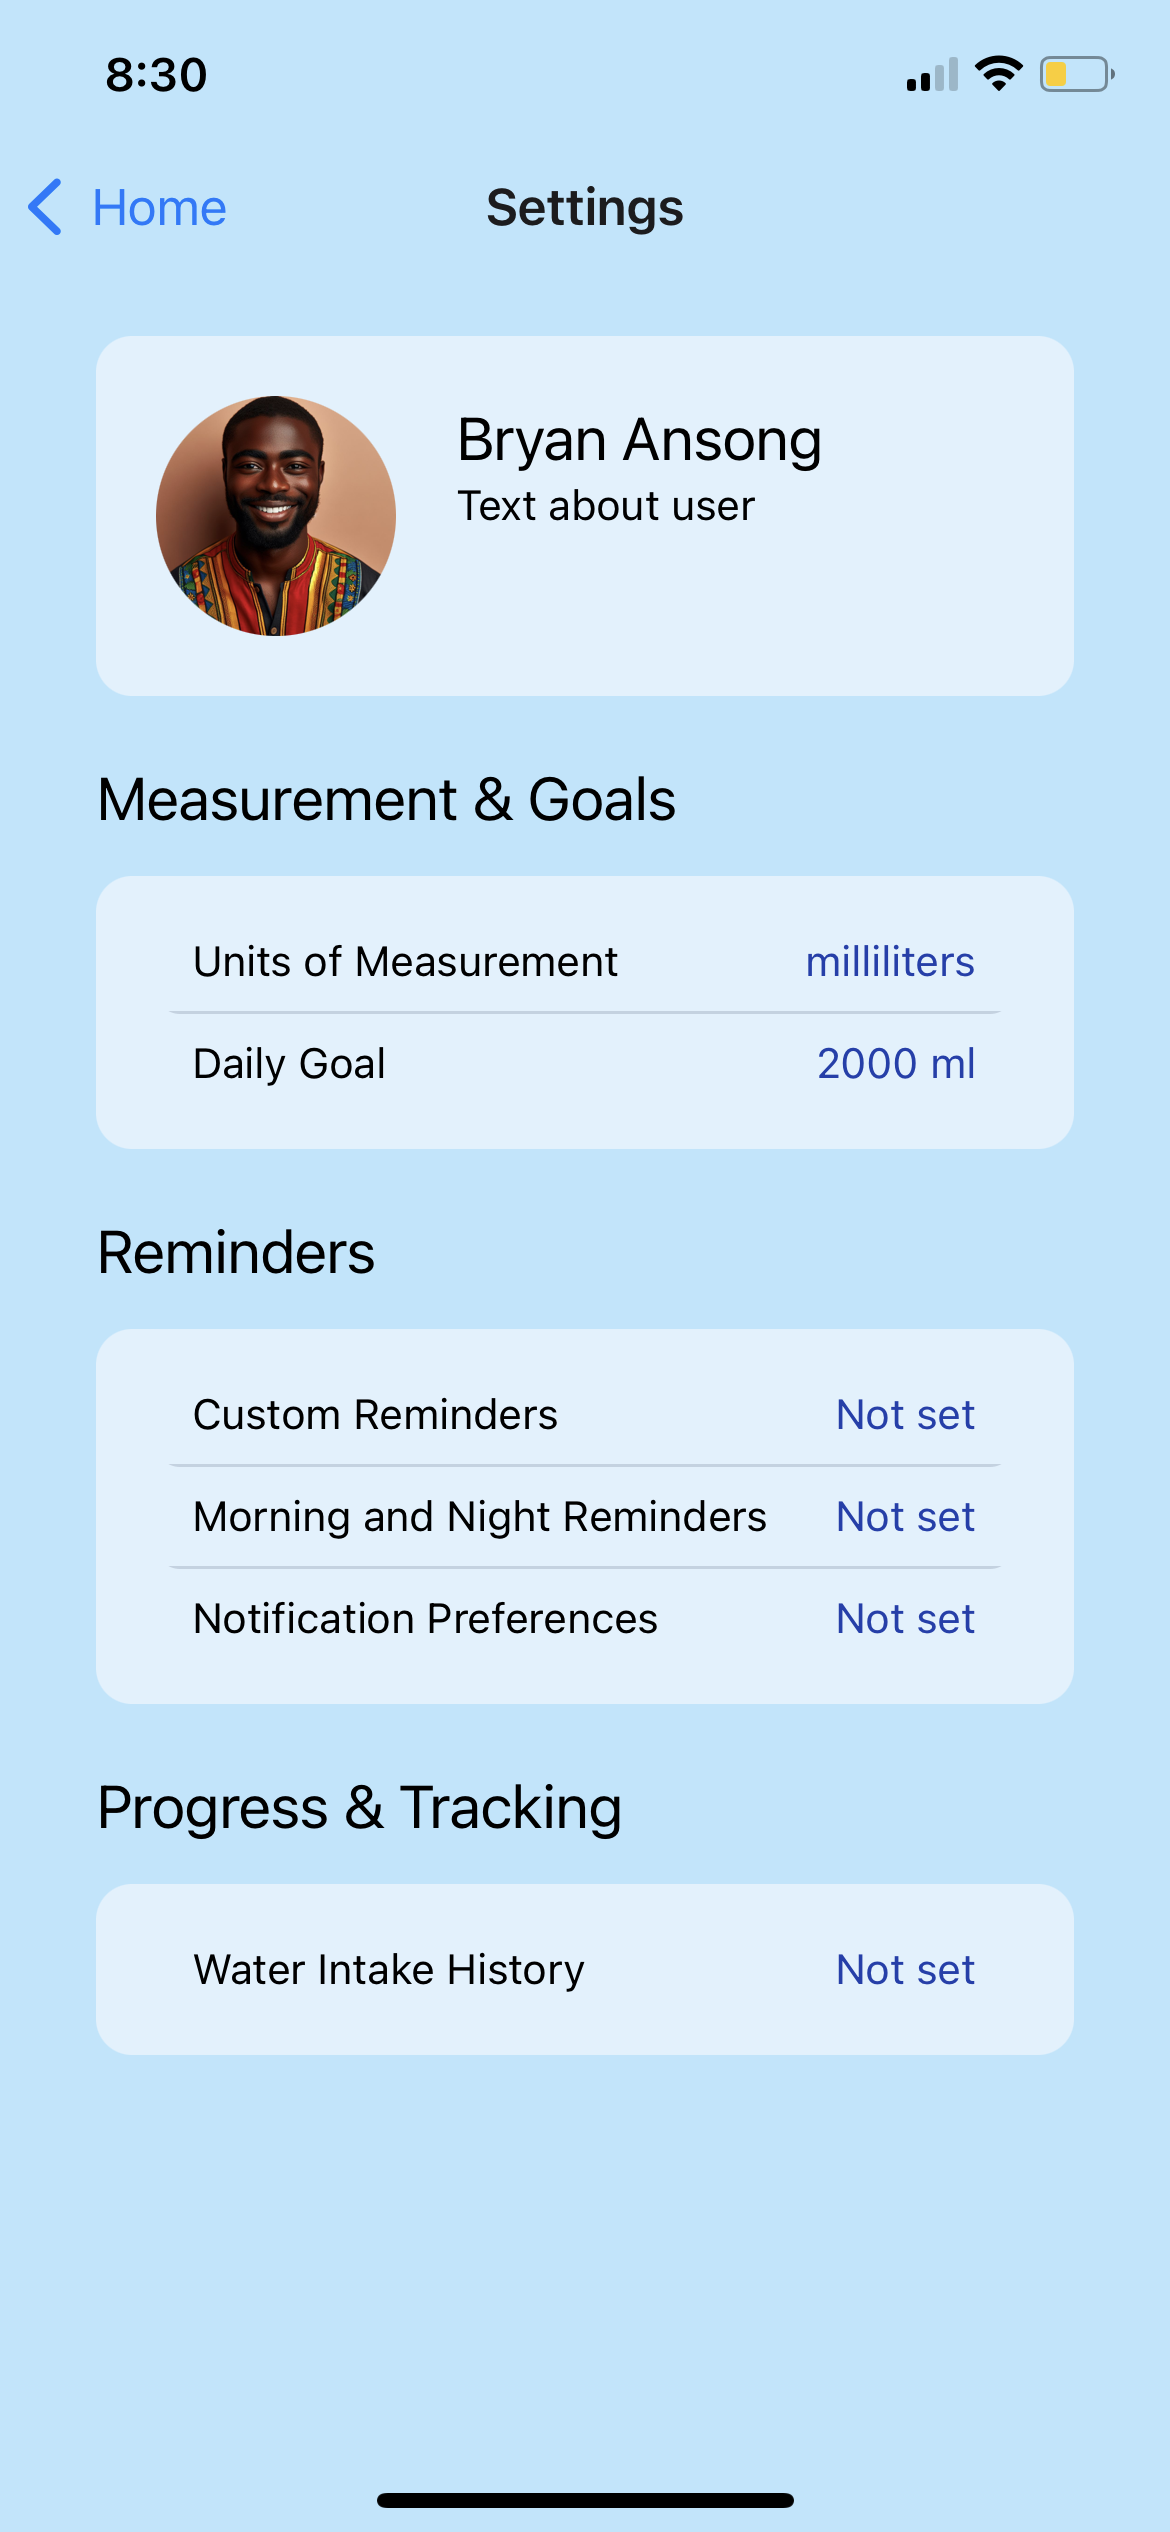 8:30
Home
Settings
Bryan Ansong
Text about user
Measurement & Goals
Units of Measurement milliliters
Daily Goal 2000 ml
Reminders
Custom Reminders Not set
Morning and Night Reminders Not set
Notification Preferences Not set
Progress & Tracking
Water Intake History Not set